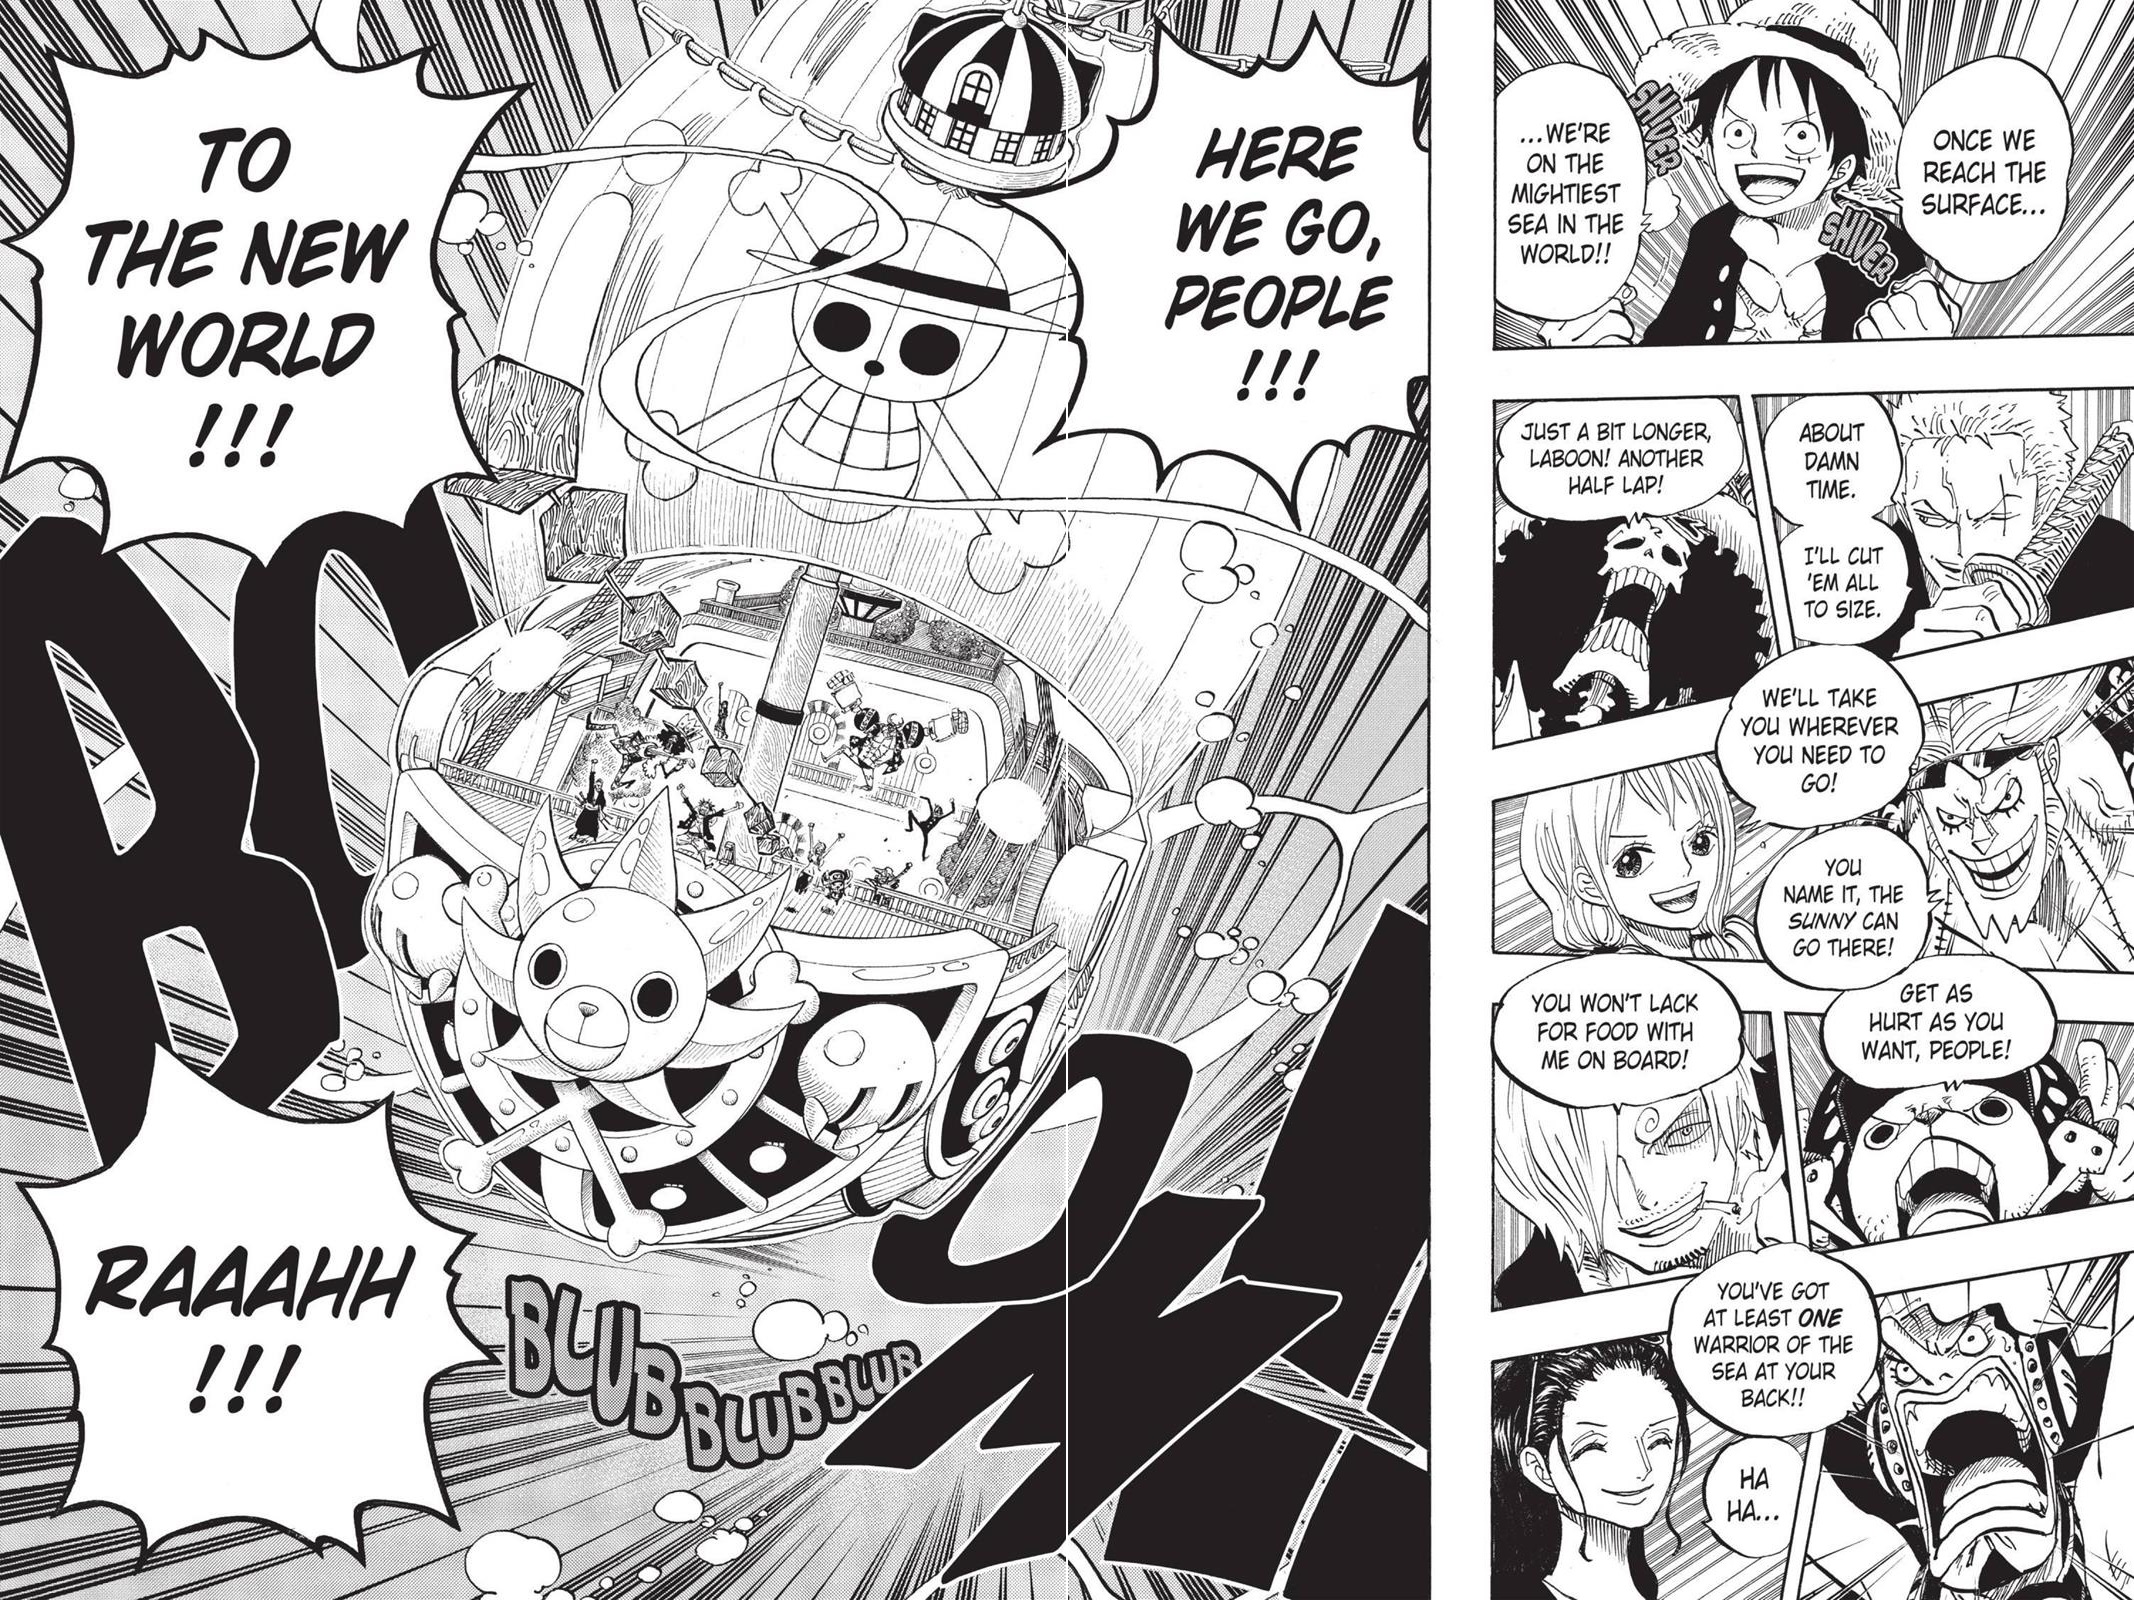 ONCE WE
REACH THE
SURFACE...
...WE'RE
ON THE
MIGHTIEST
SEA IN THE
WORLD!!
SHIVER
SHIVER
ABOUT
DAMN
TIME.
I'LL CUT
'EM ALL
TO SIZE.
JUST A BIT LONGER,
LABOON! ANOTHER
HALF LAP!
WE'LL TAKE
YOU WHEREVER
YOU NEED TO
GO!
YOU
NAME IT, THE
SUNNY CAN
GO THERE!
GET AS
HURT AS YOU
WANT, PEOPLE!
YOU WON'T LACK
FOR FOOD WITH
ME ON BOARD!
YOU'VE GOT
AT LEAST ONE
WARRIOR OF THE
SEA AT YOUR
BACK!!
HA
HA...
HERE
WE GO,
PEOPLE
!!!
TO
THE NEW
WORLD
!!!
RAAAHH
!!!
BLUB
BLUB
BLUB